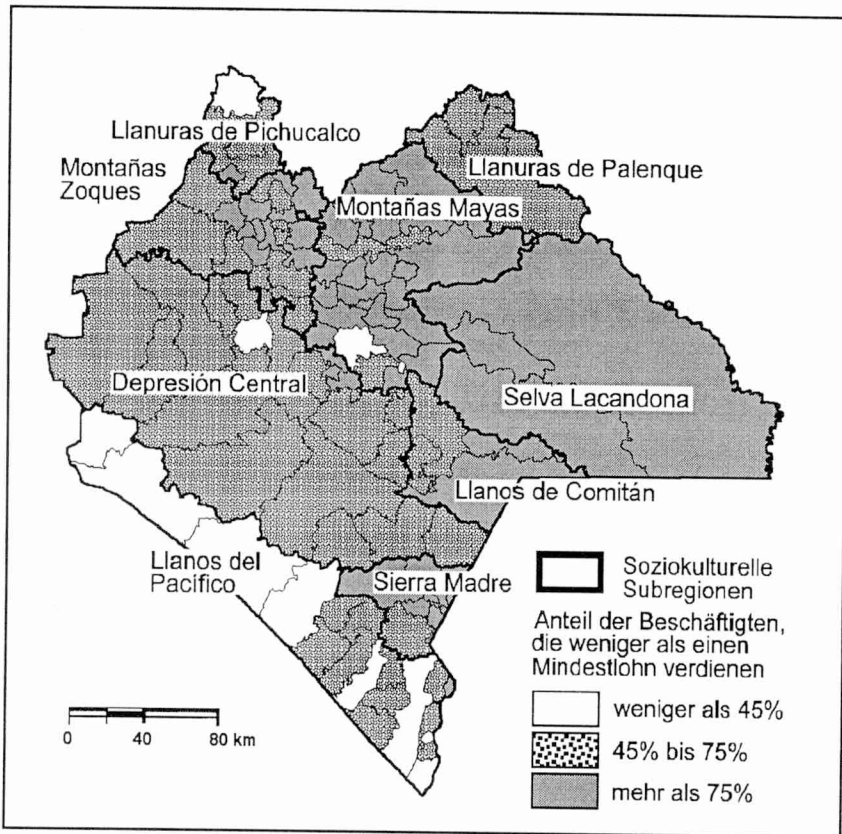 Llanuras de Pichucalco
Montañas
Zoques
Llanuras de Palenque
Montañas Mayas
Depresión Central
Selva Lacandona
Llanos de Comitán
Llanos del
Pacífico
Sierra Madre
Soziokulturelle
Subregionen
Anteil der Beschäftigten,
die weniger als einen
Mindestlohn verdienen
weniger als 45%
45% bis 75%
mehr als 75%
0 40 80 km